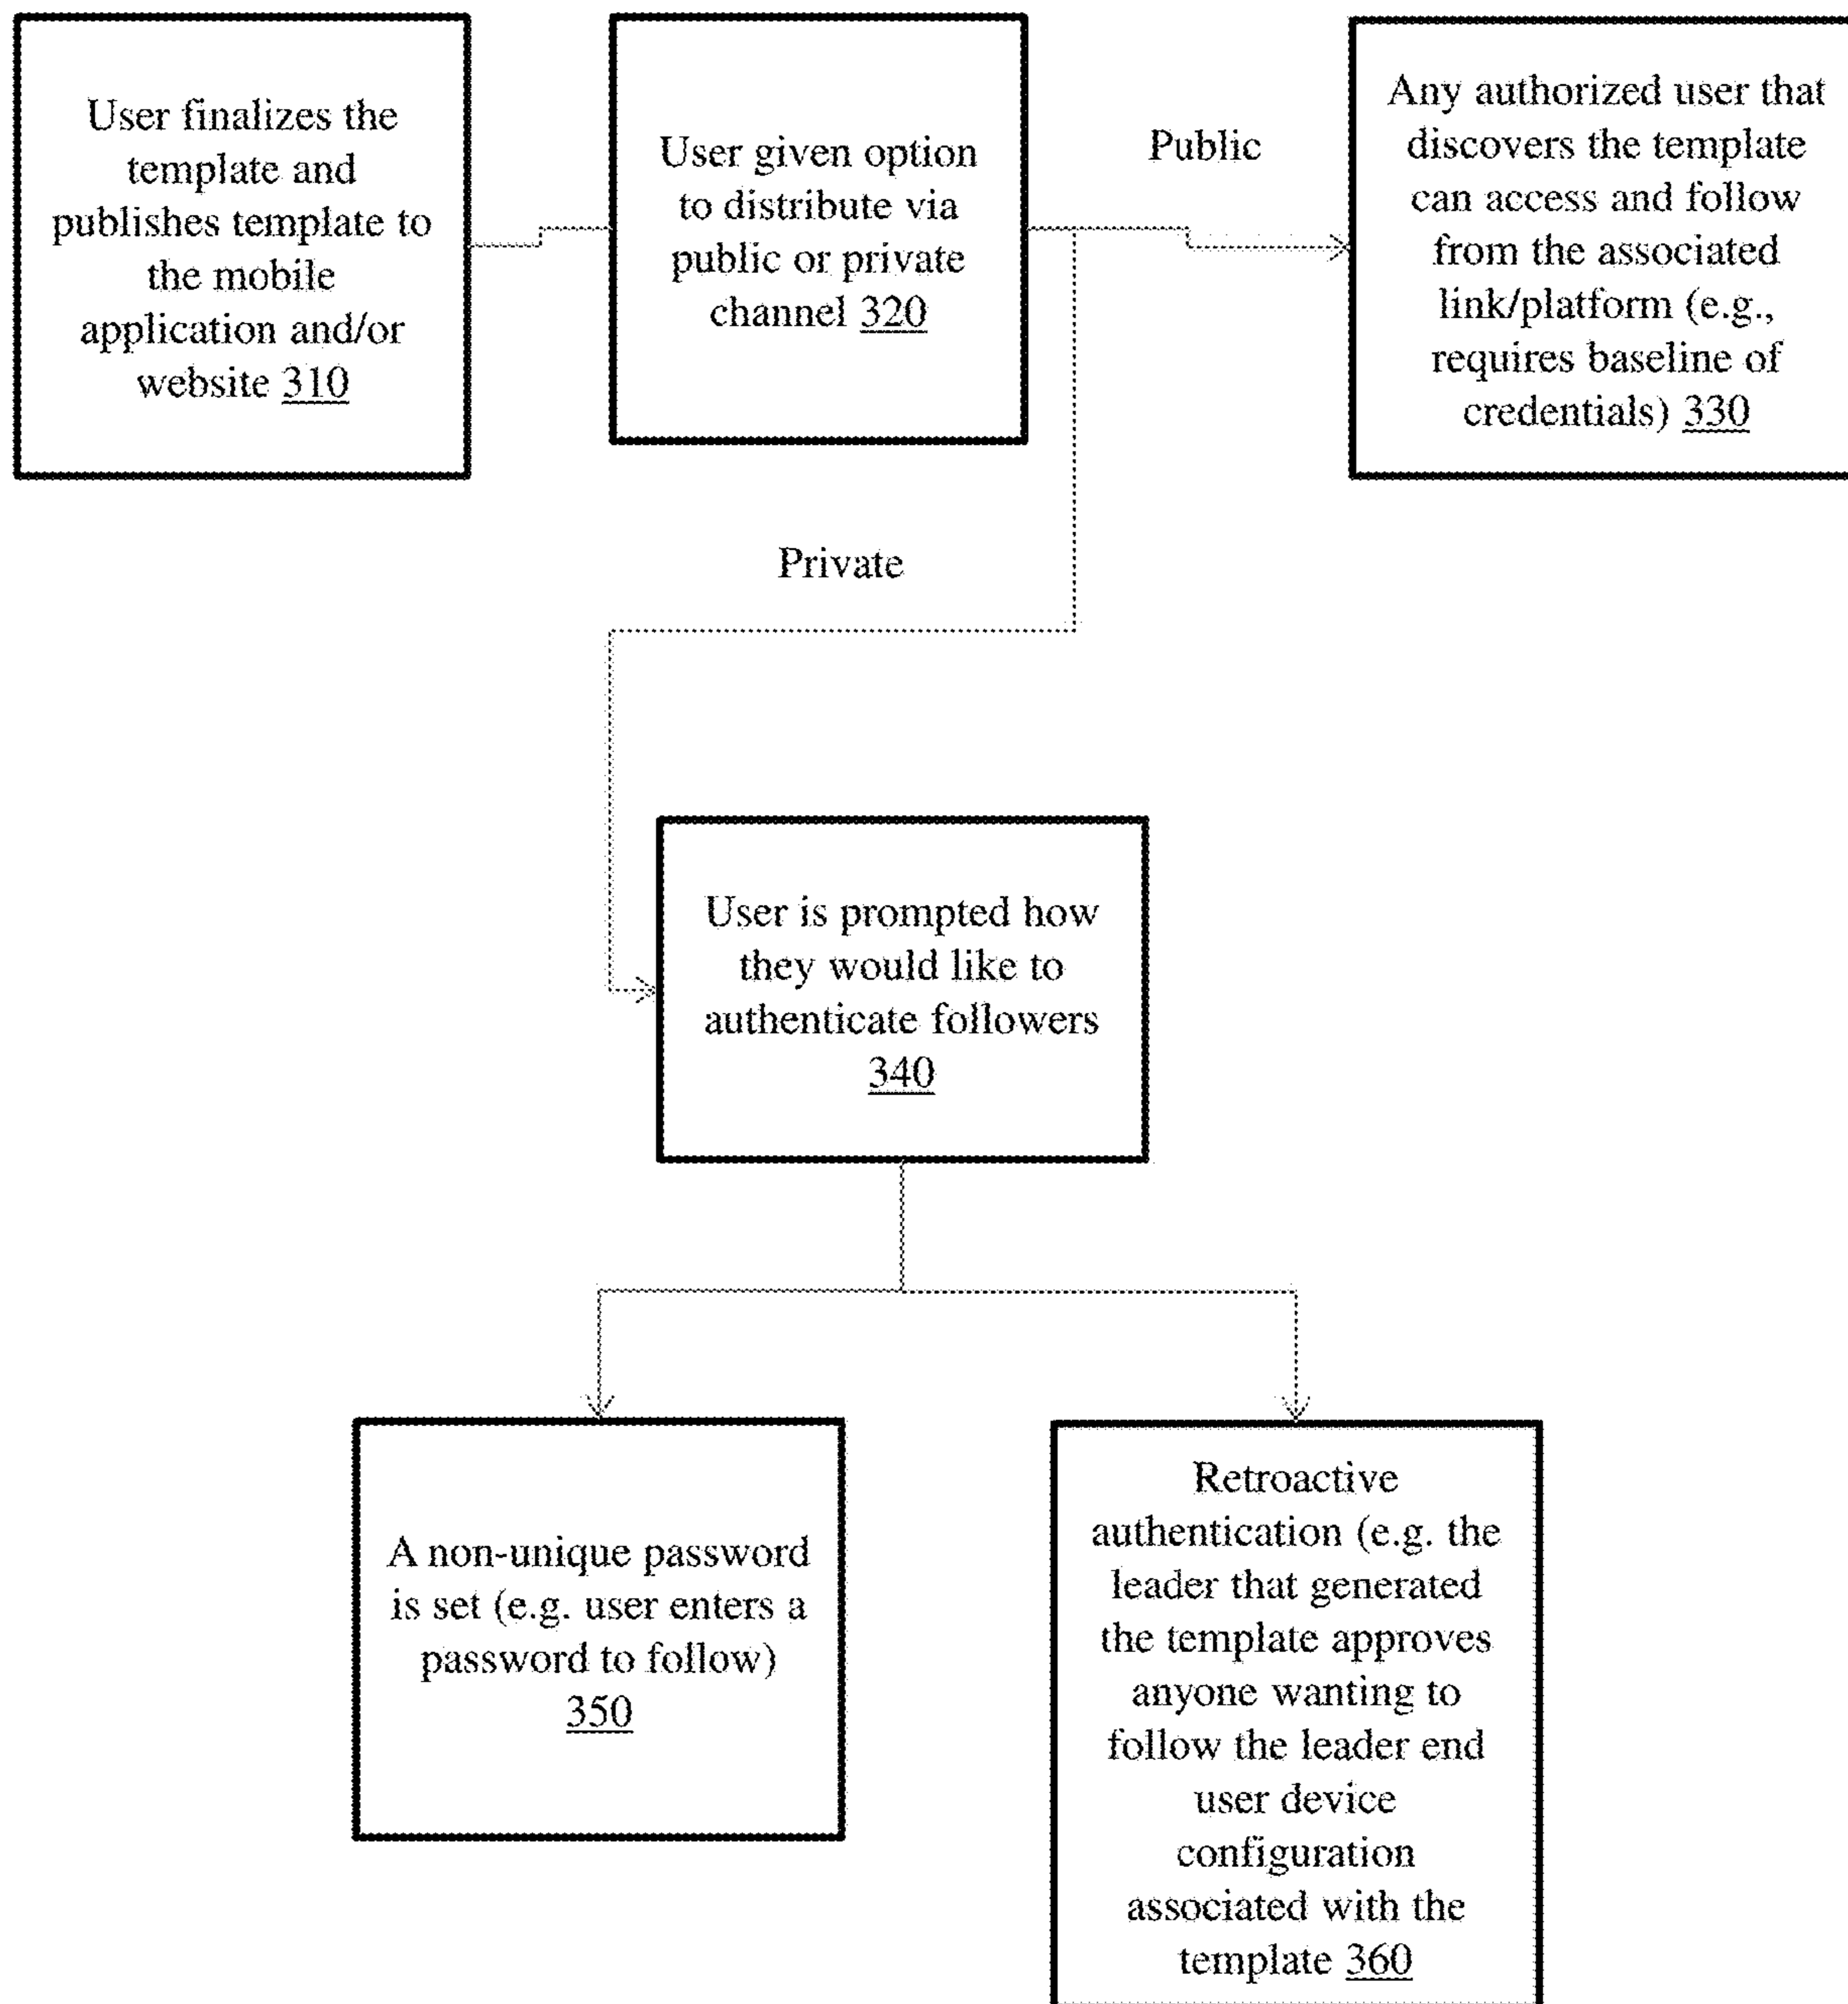 User finalizes the
template and
publishes template to
the mobile
application and/or
website 310
User given option
to distribute via
public or private
channel 320
Public
Any authorized user that
discovers the template
can access and follow
from the associated
link/platform (e.g.,
requires baseline of
credentials) 330
Private
User is prompted how
they would like to
authenticate followers
340
A non-unique password
is set (e.g. user enters a
password to follow)
350
Retroactive
authentication (e.g. the
leader that generated
the template approves
anyone wanting to
follow the leader end
user device
configuration
associated with the
template 360